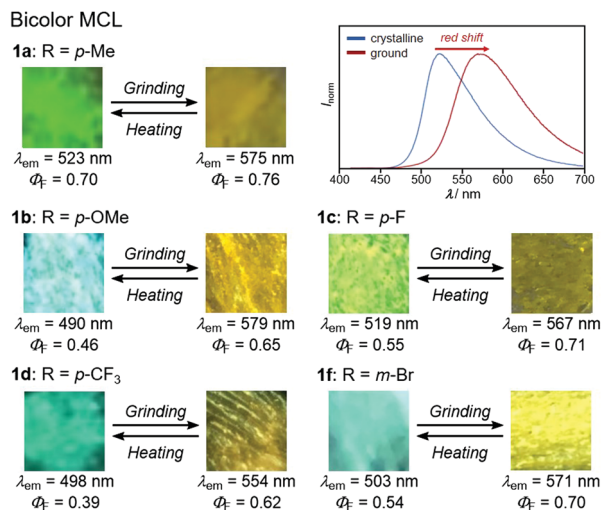 Bicolor MCL
1a: R = p-Me
Grinding
Heating
λem = 523 nm
ΦF = 0.70
λem = 575 nm
ΦF = 0.76
crystalline
ground
red shift
Inorm
400 450 500 550 600 650 700
λ/ nm
1b: R = p-OMe
Grinding
Heating
λem = 490 nm
ΦF = 0.46
λem = 579 nm
ΦF = 0.65
1c: R = p-F
Grinding
Heating
λem = 519 nm
ΦF = 0.55
λem = 567 nm
ΦF = 0.71
1d: R = p-CF3
Grinding
Heating
λem = 498 nm
ΦF = 0.39
λem = 554 nm
ΦF = 0.62
1f: R = m-Br
Grinding
Heating
λem = 503 nm
ΦF = 0.54
λem = 571 nm
ΦF = 0.70